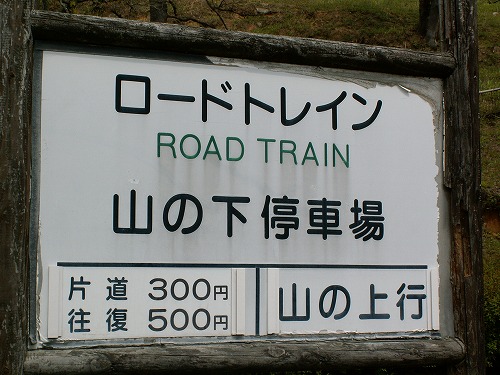 ロードトレイン
ROAD TRAIN
山の下停車場
片道 300円
往復 500円
山の上行